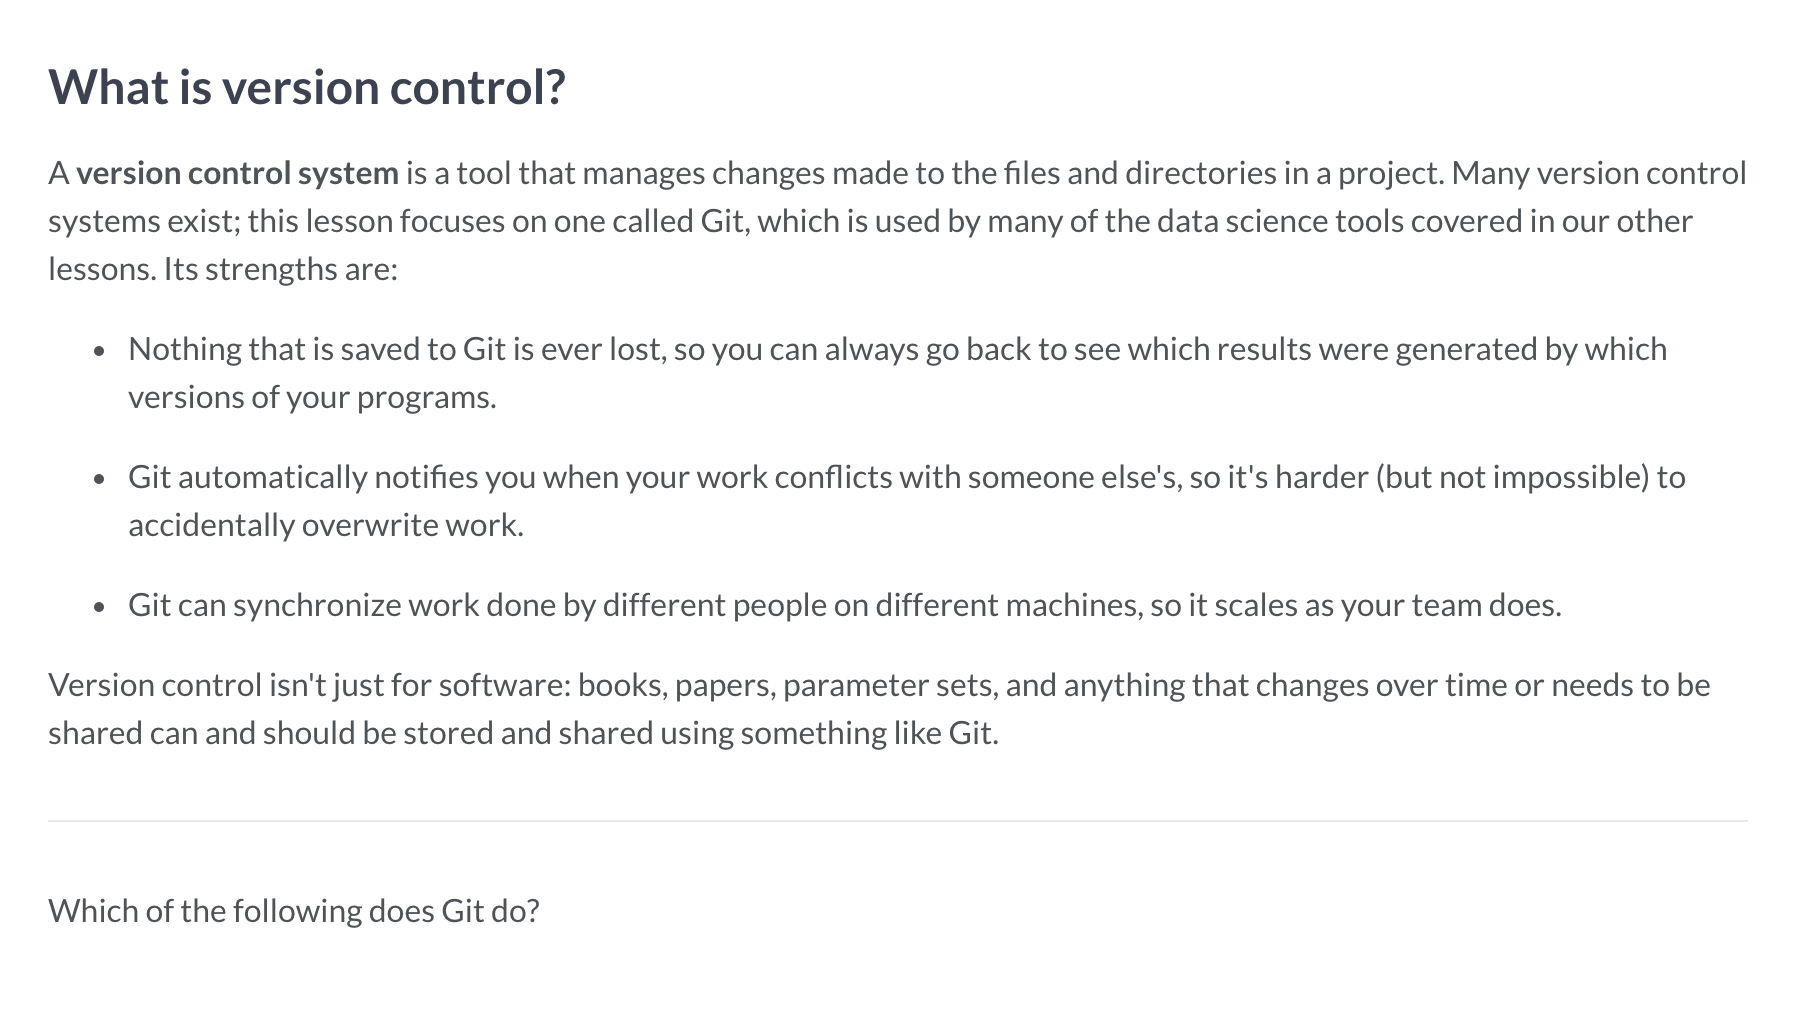 What is version control?
A version control system is a tool that manages changes made to the files and directories in a project. Many version control
systems exist; this lesson focuses on one called Git, which is used by many of the data science tools covered in our other
lessons. Its strengths are:
• Nothing that is saved to Git is ever lost, so you can always go back to see which results were generated by which
versions of your programs.
• Git automatically notifies you when your work conflicts with someone else's, so it's harder (but not impossible) to
accidentally overwrite work.
• Git can synchronize work done by different people on different machines, so it scales as your team does.
Version control isn't just for software: books, papers, parameter sets, and anything that changes over time or needs to be
shared can and should be stored and shared using something like Git.
Which of the following does Git do?